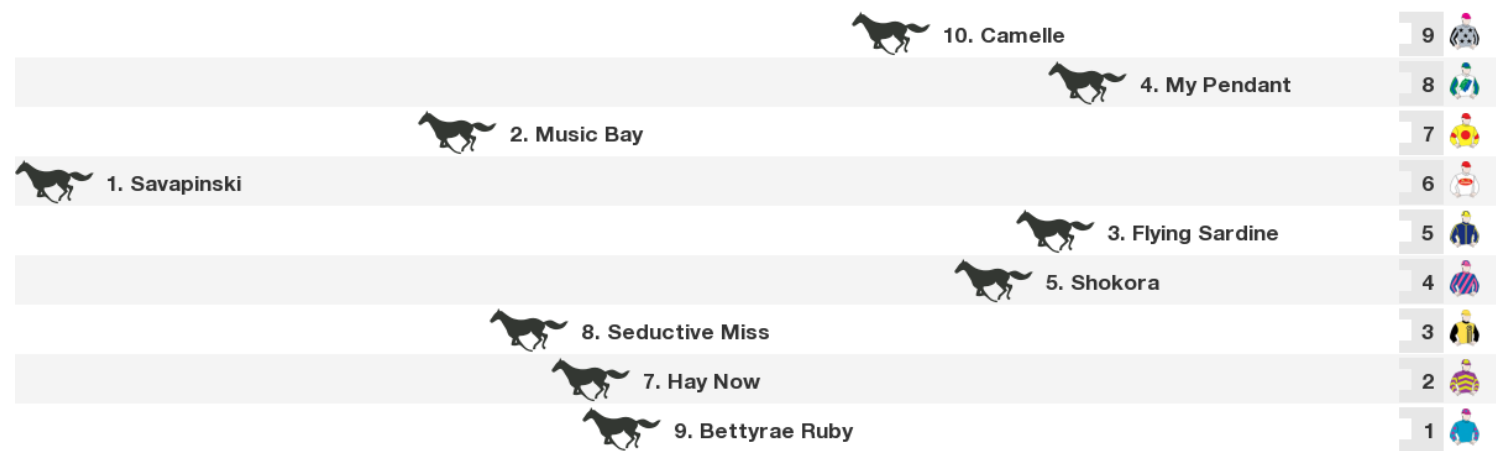 10. Camelle 9
4. My Pendant 8
2. Music Bay 7
1. Savapinski 6
3. Flying Sardine 5
5. Shokora 4
8. Seductive Miss 3
7. Hay Now 2
9. Bettyrae Ruby 1